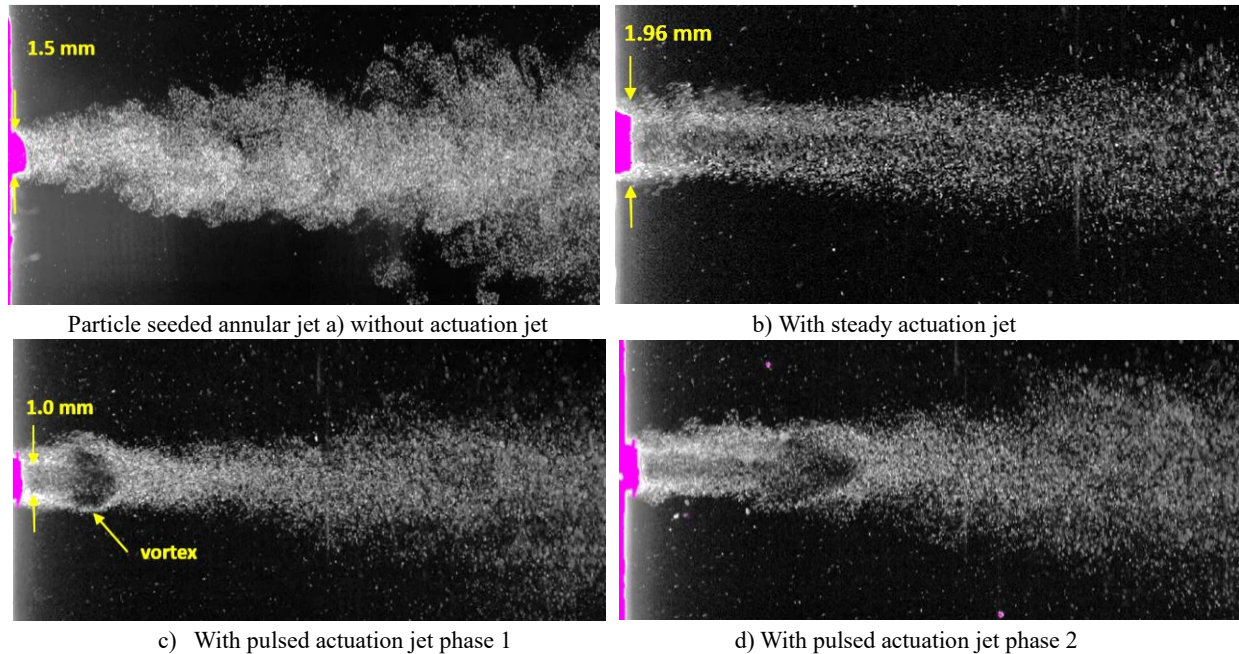 1.5 mm
1.96 mm
Particle seeded annular jet a) without actuation jet
b) With steady actuation jet
1.0 mm
vortex
c) With pulsed actuation jet phase 1
d) With pulsed actuation jet phase 2